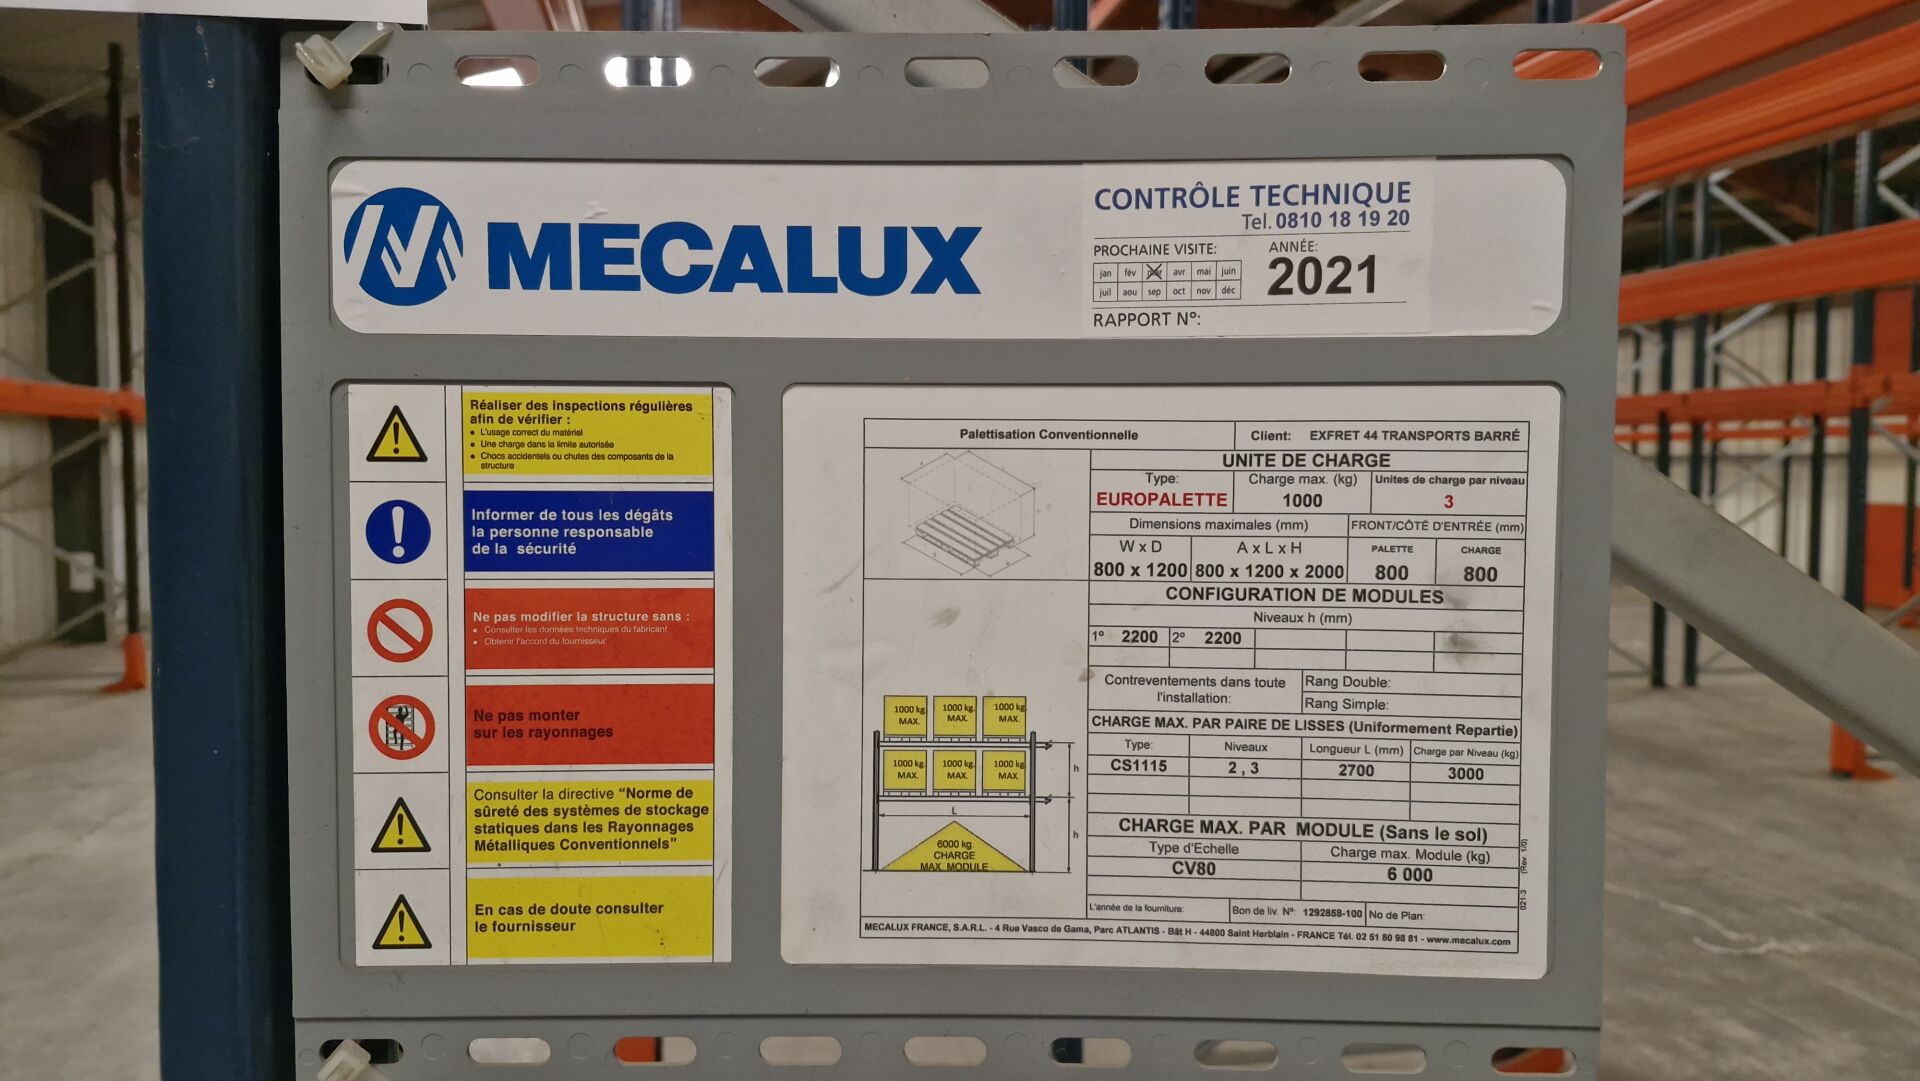 MECALUX
CONTRÔLE TECHNIQUE
Tel. 0810 18 19 20
PROCHAINE VISITE:
ANNÉE:
jan fév mar avr mai juin
juil aou sep oct nov déc
2021
RAPPORT Nº:
Réaliser des inspections régulières
afin de vérifier :
• L'usage correct du matériel
• Une charge dans la limite autorisée
• Chocs accidentels ou chutes des composants de la
structure
Informer de tous les dégâts
la personne responsable
de la sécurité
Ne pas modifier la structure sans :
• Consulter les données techniques du fabricant
• Obtenir l'accord du fournisseur
Ne pas monter
sur les rayonnages
Consulter la directive “Norme de
sûreté des systèmes de stockage
statiques dans les Rayonnages
Métalliques Conventionnels”
En cas de doute consulter
le fournisseur
Palettisation Conventionnelle
Client: EXFRET 44 TRANSPORTS BARRÉ
UNITE DE CHARGE
Type: Charge max. (kg) Unites de charge par niveau
EUROPALETTE 1000 3
Dimensions maximales (mm) FRONT/CÔTÉ D'ENTRÉE (mm)
W x D A x L x H PALETTE CHARGE
800 x 1200 800 x 1200 x 2000 800 800
CONFIGURATION DE MODULES
Niveaux h (mm)
1º 2200 2º 2200
Contreventements dans toute
l'installation:
Rang Double:
Rang Simple:
CHARGE MAX. PAR PAIRE DE LISSES (Uniformement Repartie)
Type: Niveaux Longueur L (mm) Charge par Niveau (kg)
CS1115 2 , 3 2700 3000
CHARGE MAX. PAR MODULE (Sans le sol)
Type d'Echelle Charge max. Module (kg)
CV80 6 000
L'année de la fourniture: Bon de liv. Nº: 1292858-100 No de Plan:
1000 kg. 1000 kg. 1000 kg.
MAX. MAX. MAX.
1000 kg. 1000 kg. 1000 kg.
MAX. MAX. MAX.
h
L
h
6000 kg.
CHARGE
MAX. MODULE
021-3 (Rev. 1/0)
MECALUX FRANCE, S.A.R.L. - 4 Rue Vasco de Gama, Parc ATLANTIS - Bât H - 44800 Saint Herblain - FRANCE Tél. 02 51 80 98 81 - www.mecalux.com